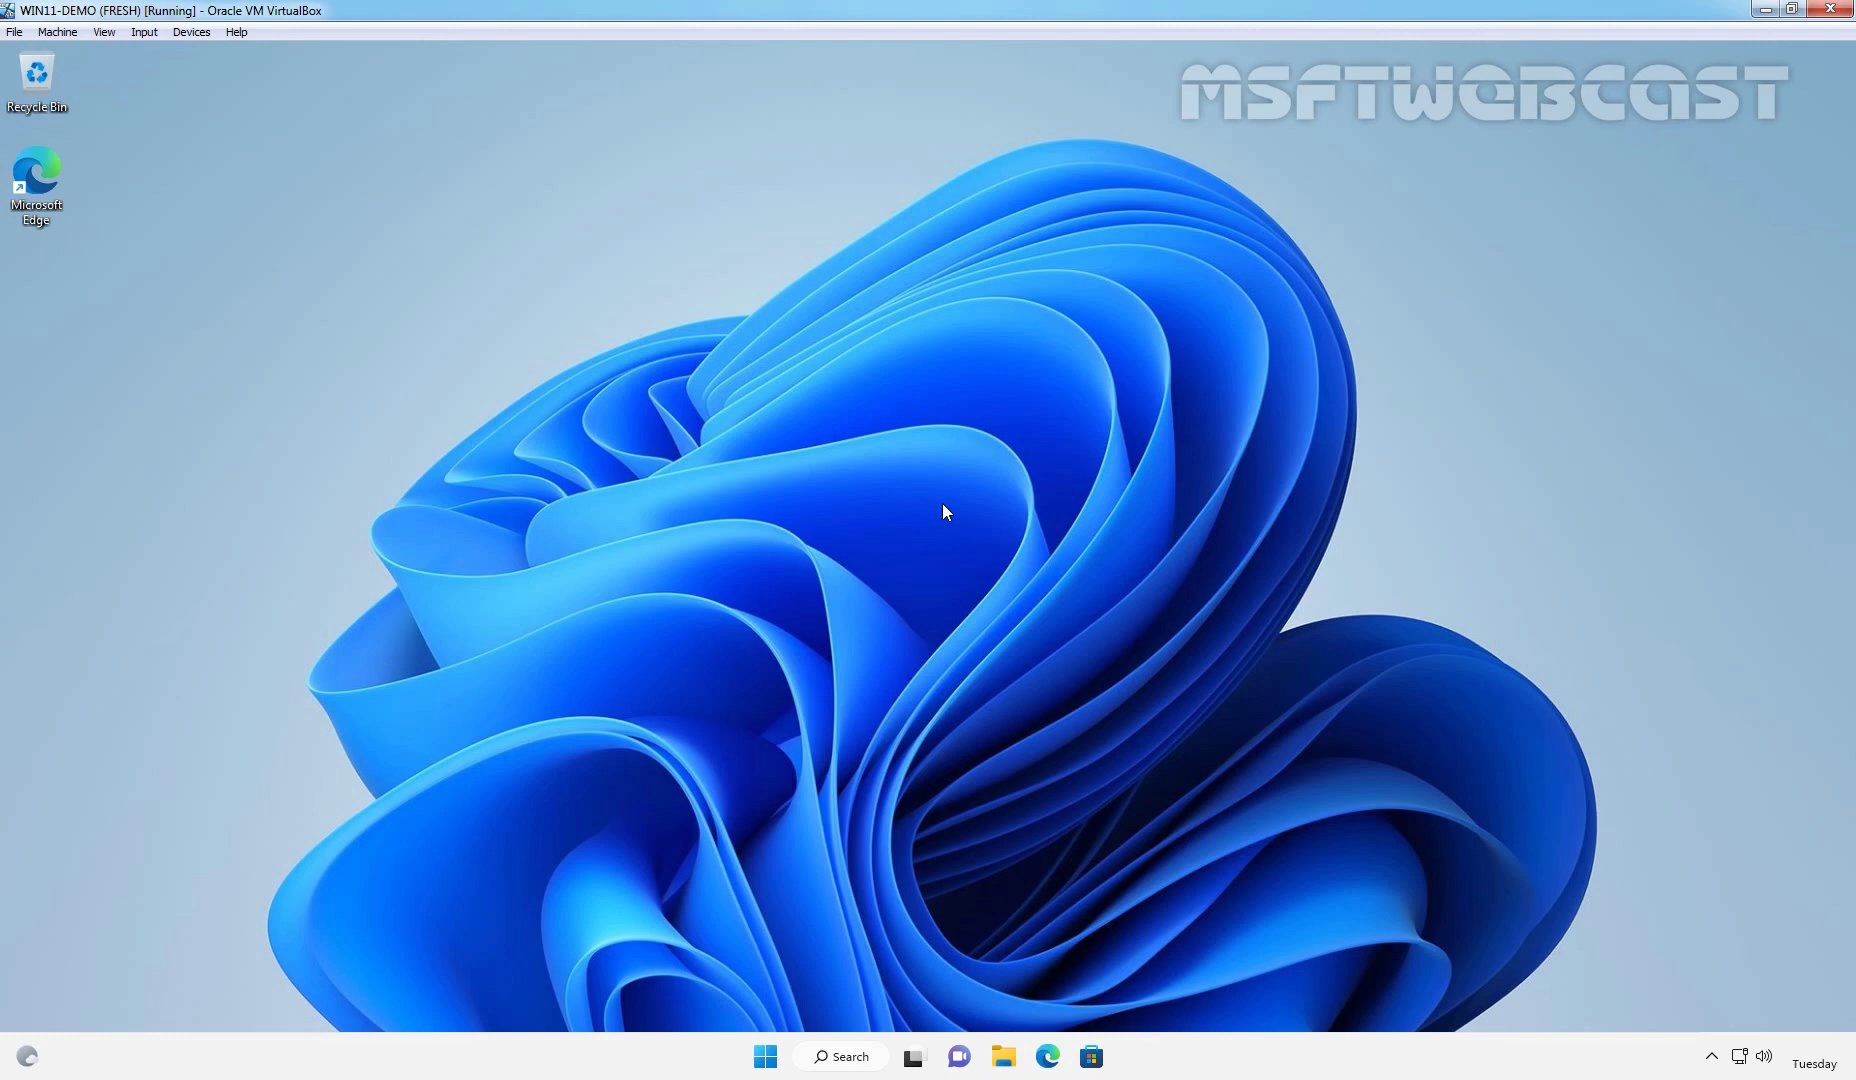 WIN11-DEMO (FRESH) [Running] - Oracle VM VirtualBox
File Machine View Input Devices Help
Recycle Bin
MSFTWEBCAST
Microsoft
Edge
Search
Tuesday